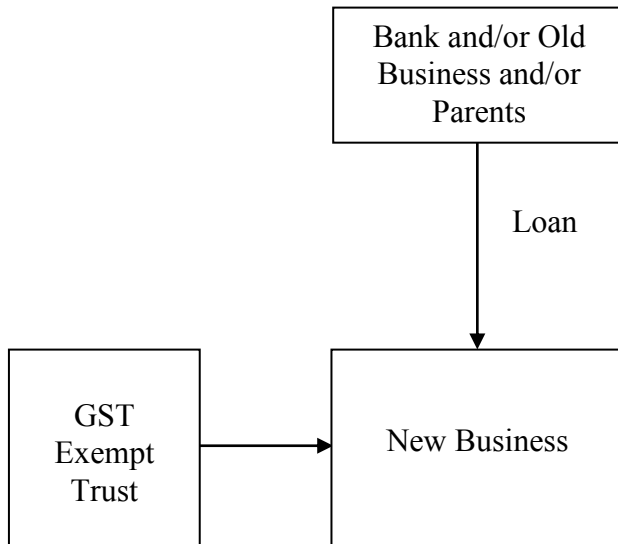 Bank and/or Old
Business and/or
Parents
Loan
GST
Exempt
Trust
New Business